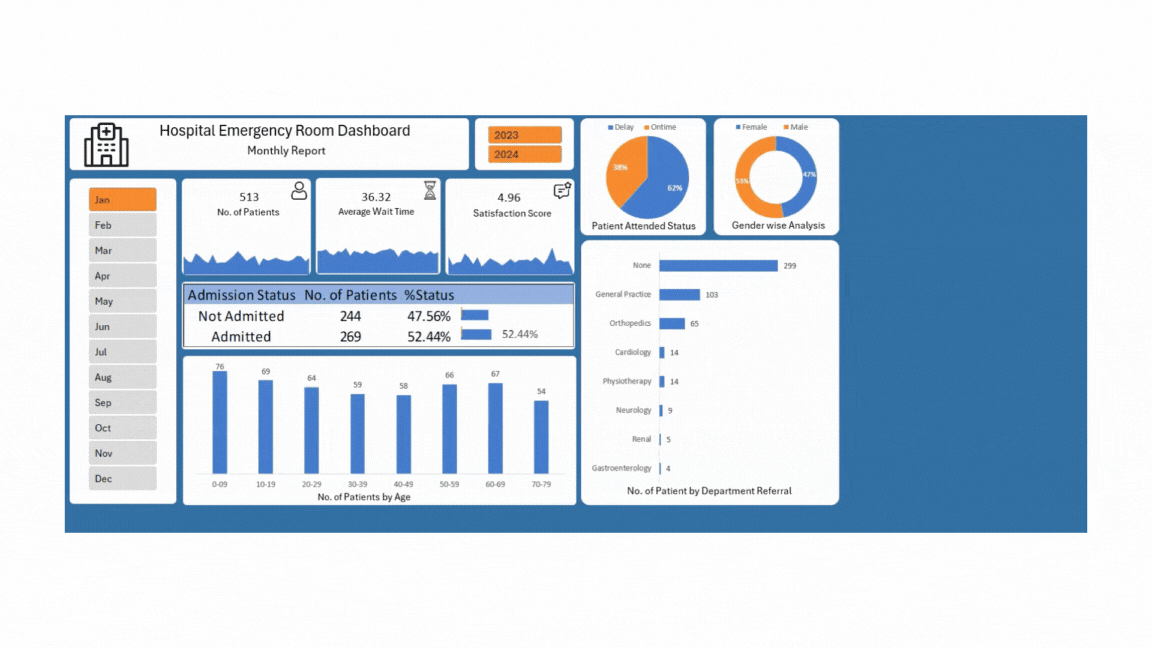 Hospital Emergency Room Dashboard
Monthly Report
2023
2024
Jan
Feb
Mar
Apr
May
Jun
Jul
Aug
Sep
Oct
Nov
Dec
513
No. of Patients
36.32
Average Wait Time
4.96
Satisfaction Score
Admission Status No. of Patients %Status
Not Admitted 244 47.56%
Admitted 269 52.44% 52.44%
76 69 64 59 58 66 67 54
0-09 10-19 20-29 30-39 40-49 50-59 60-69 70-79
No. of Patients by Age
Delay Ontime
38%
62%
Patient Attended Status
Female Male
53% 47%
Gender wise Analysis
None 299
General Practice 103
Orthopedics 65
Cardiology 14
Physiotherapy 14
Neurology 9
Renal 5
Gastroenterology 4
No. of Patient by Department Referral